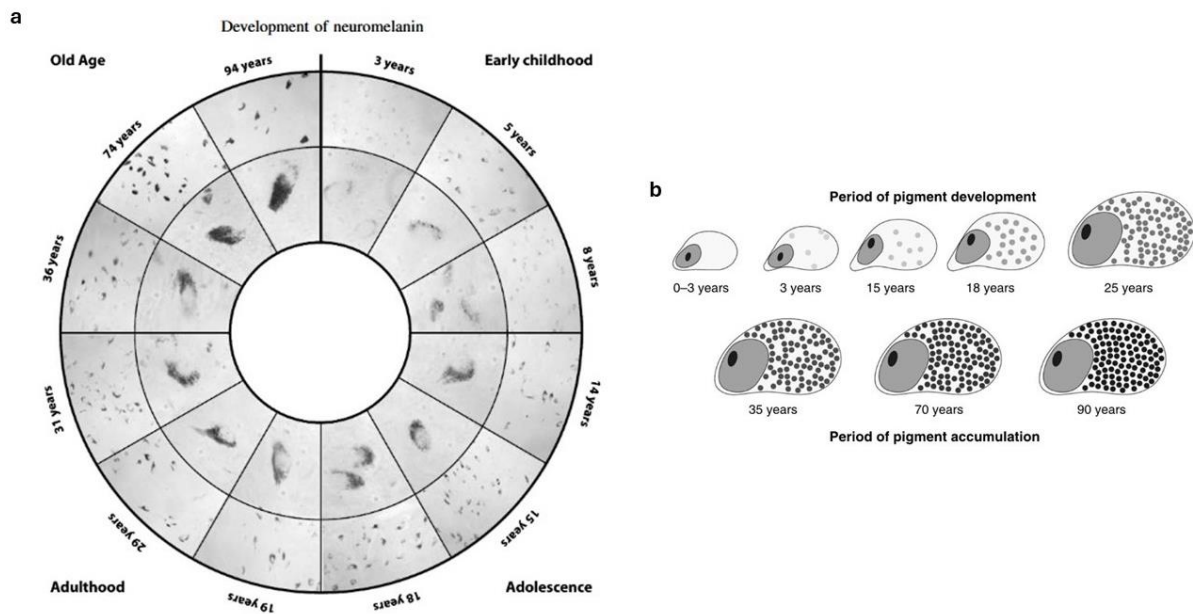 a
Development of neuromelanin
Old Age
Early childhood
3 years
5 years
8 years
14 years
15 years
18 years
19 years
29 years
31 years
36 years
74 years
94 years
Adulthood
Adolescence
b
Period of pigment development
0–3 years
3 years
15 years
18 years
25 years
35 years
70 years
90 years
Period of pigment accumulation